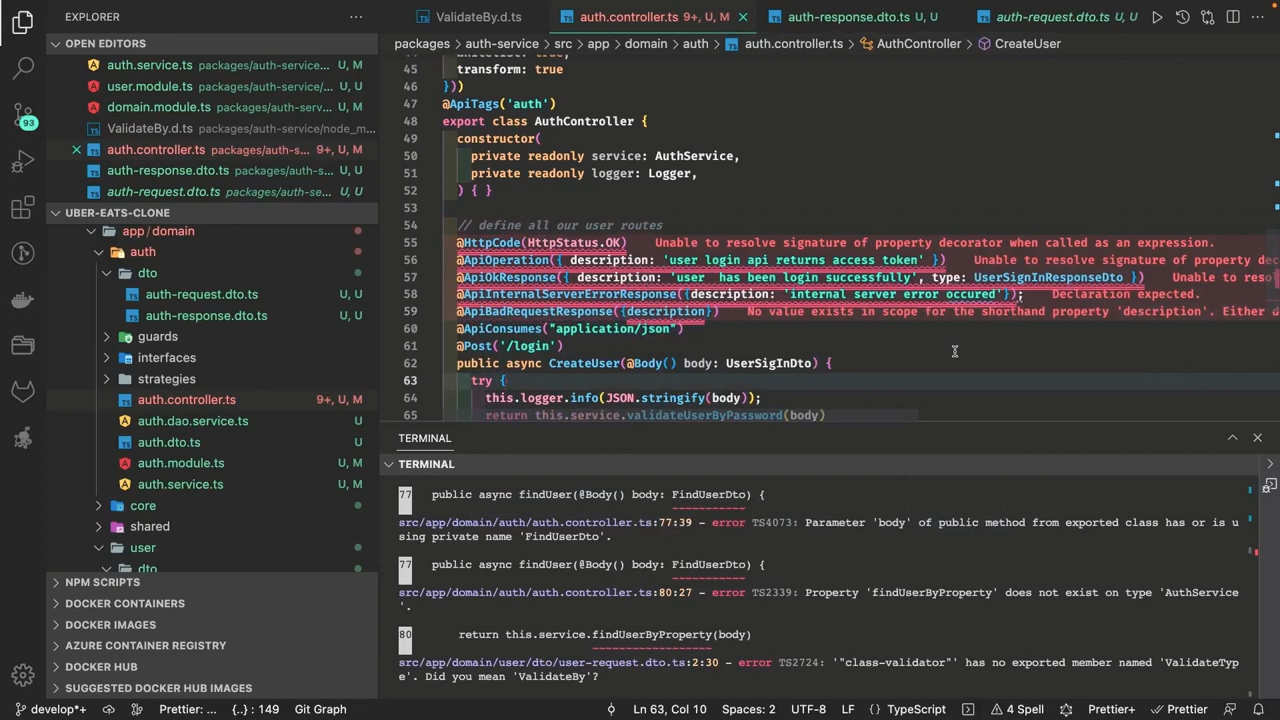 EXPLORER
ValidateBy.d.ts
auth.controller.ts 9+, U, M
auth-response.dto.ts U
auth-request.dto.ts U
OPEN EDITORS
auth.service.ts packages/auth-service... U, M
user.module.ts packages/auth-service... U, U
domain.module.ts packages/auth-serv... U, M
ValidateBy.d.ts packages/auth-service/node_m...
auth.controller.ts packages/auth-s... 9+, U, M
auth-response.dto.ts packages/auth-s... U, U
auth-request.dto.ts packages/auth-se... U, U
UBER-EATS-CLONE
app / domain
auth
dto
auth-request.dto.ts U
auth-response.dto.ts U
guards
interfaces
strategies
auth.controller.ts 9+, U, M
auth.dao.service.ts U
auth.dto.ts U
auth.module.ts U, M
auth.service.ts U, M
core
shared
user
dto
NPM SCRIPTS
DOCKER CONTAINERS
DOCKER IMAGES
AZURE CONTAINER REGISTRY
DOCKER HUB
SUGGESTED DOCKER HUB IMAGES
93
packages > auth-service > src > app > domain > auth > auth.controller.ts > AuthController > CreateUser
45 transform: true
46 }))
47 @ApiTags('auth')
48 export class AuthController {
49 constructor(
50 private readonly service: AuthService,
51 private readonly logger: Logger,
52 ) { }
53
54 // define all our user routes
55 @HttpCode(HttpStatus.OK) Unable to resolve signature of property decorator when called as an expression.
56 @ApiOperation({ description: 'user login api returns access token' }) Unable to resolve signature of property de
57 @ApiOkResponse({ description: 'user  has been login successfully', type: UserSignInResponseDto }) Unable to reso
58 @ApiInternalServerErrorResponse({description: 'internal server error occured'}); Declaration expected.
59 @ApiBadRequestResponse({description}) No value exists in scope for the shorthand property 'description'. Either d
60 @ApiConsumes("application/json")
61 @Post('/login')
62 public async CreateUser(@Body() body: UserSigInDto) {
63 try {
64 this.logger.info(JSON.stringify(body));
65 return this.service.validateUserByPassword(body)
TERMINAL
TERMINAL
77 public async findUser(@Body() body: FindUserDto) {
~~~~~~~~~~~
src/app/domain/auth/auth.controller.ts:77:39 - error TS4073: Parameter 'body' of public method from exported class has or is u
sing private name 'FindUserDto'.
77 public async findUser(@Body() body: FindUserDto) {
~~~~~~~~~~~
src/app/domain/auth/auth.controller.ts:80:27 - error TS2339: Property 'findUserByProperty' does not exist on type 'AuthService
'.
80 return this.service.findUserByProperty(body)
~~~~~~~~~~~~~~~~~~
src/app/domain/user/dto/user-request.dto.ts:2:30 - error TS2724: '"class-validator"' has no exported member named 'ValidateTyp
e'. Did you mean 'ValidateBy'?
develop*+ Prettier: ... {..} : 149 Git Graph Ln 63, Col 10 Spaces: 2 UTF-8 LF {} TypeScript 4 Spell Prettier+ Prettier